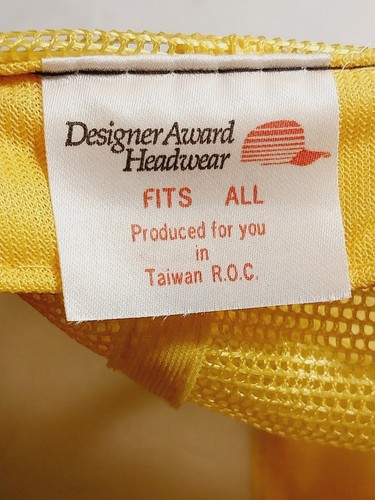 Designer Award
Headwear
FITS ALL
Produced for you
in
Taiwan R.O.C.